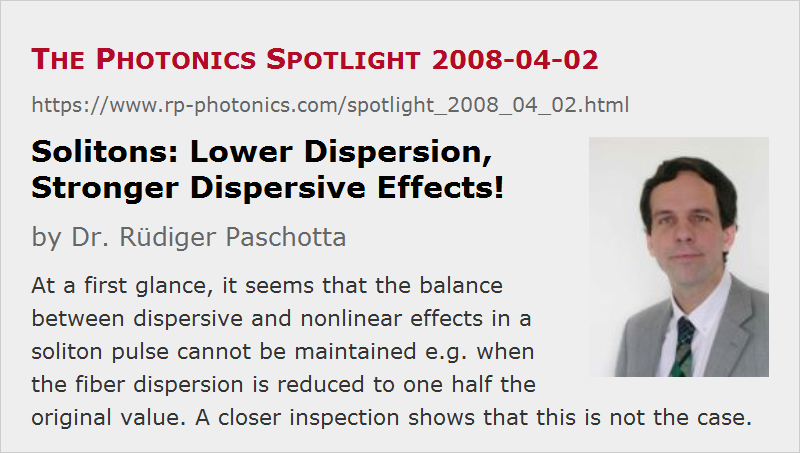 THE PHOTONICS SPOTLIGHT 2008-04-02
https://www.rp-photonics.com/spotlight_2008_04_02.html
Solitons: Lower Dispersion,
Stronger Dispersive Effects!
by Dr. Rüdiger Paschotta
At a first glance, it seems that the balance
between dispersive and nonlinear effects in a
soliton pulse cannot be maintained e.g. when
the fiber dispersion is reduced to one half the
original value. A closer inspection shows that this is not the case.